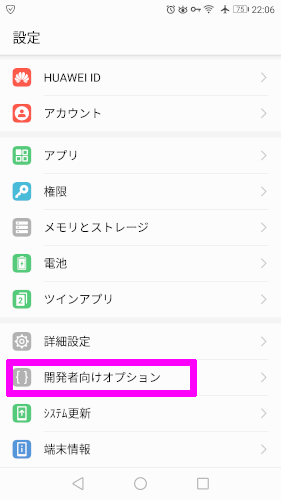 75 22:06
設定
HUAWEI ID
アカウント
アプリ
権限
メモリとストレージ
電池
ツインアプリ
詳細設定
開発者向けオプション
ｼｽﾃﾑ更新
端末情報